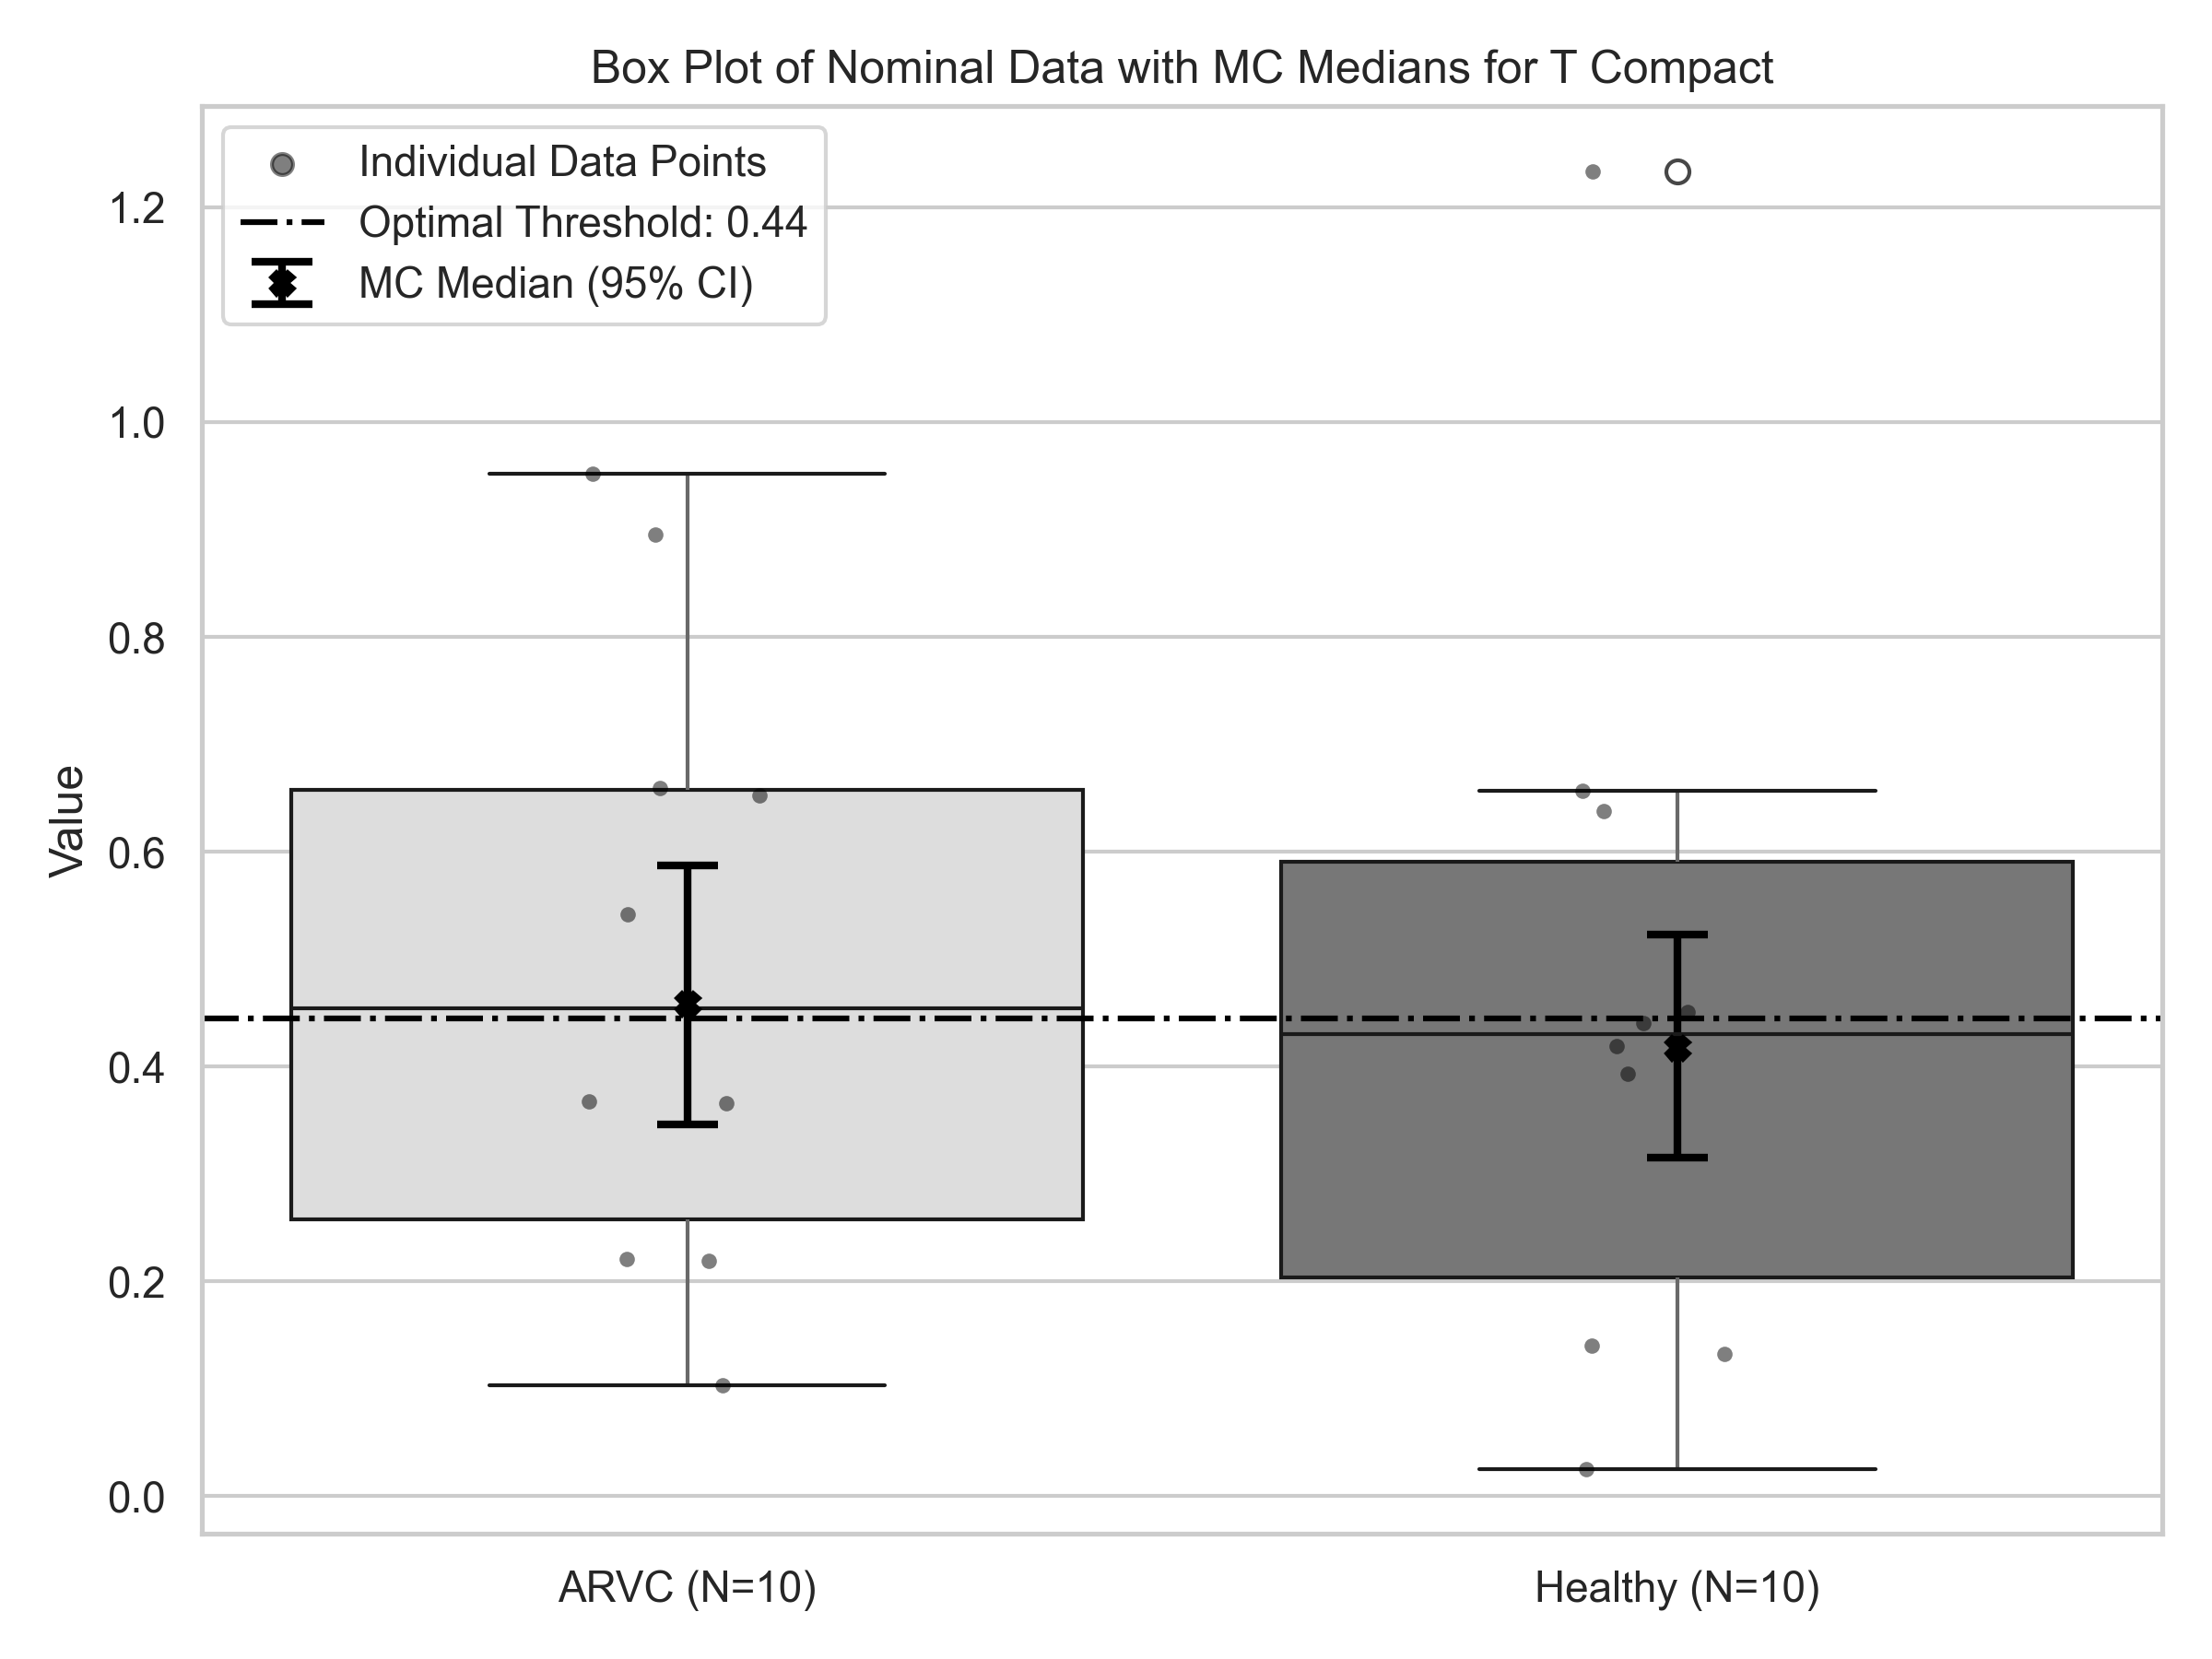 Box Plot of Nominal Data with MC Medians for T Compact
Individual Data Points
Optimal Threshold: 0.44
MC Median (95% CI)
1.2
1.0
0.8
0.6
0.4
0.2
0.0
Value
ARVC (N=10)
Healthy (N=10)